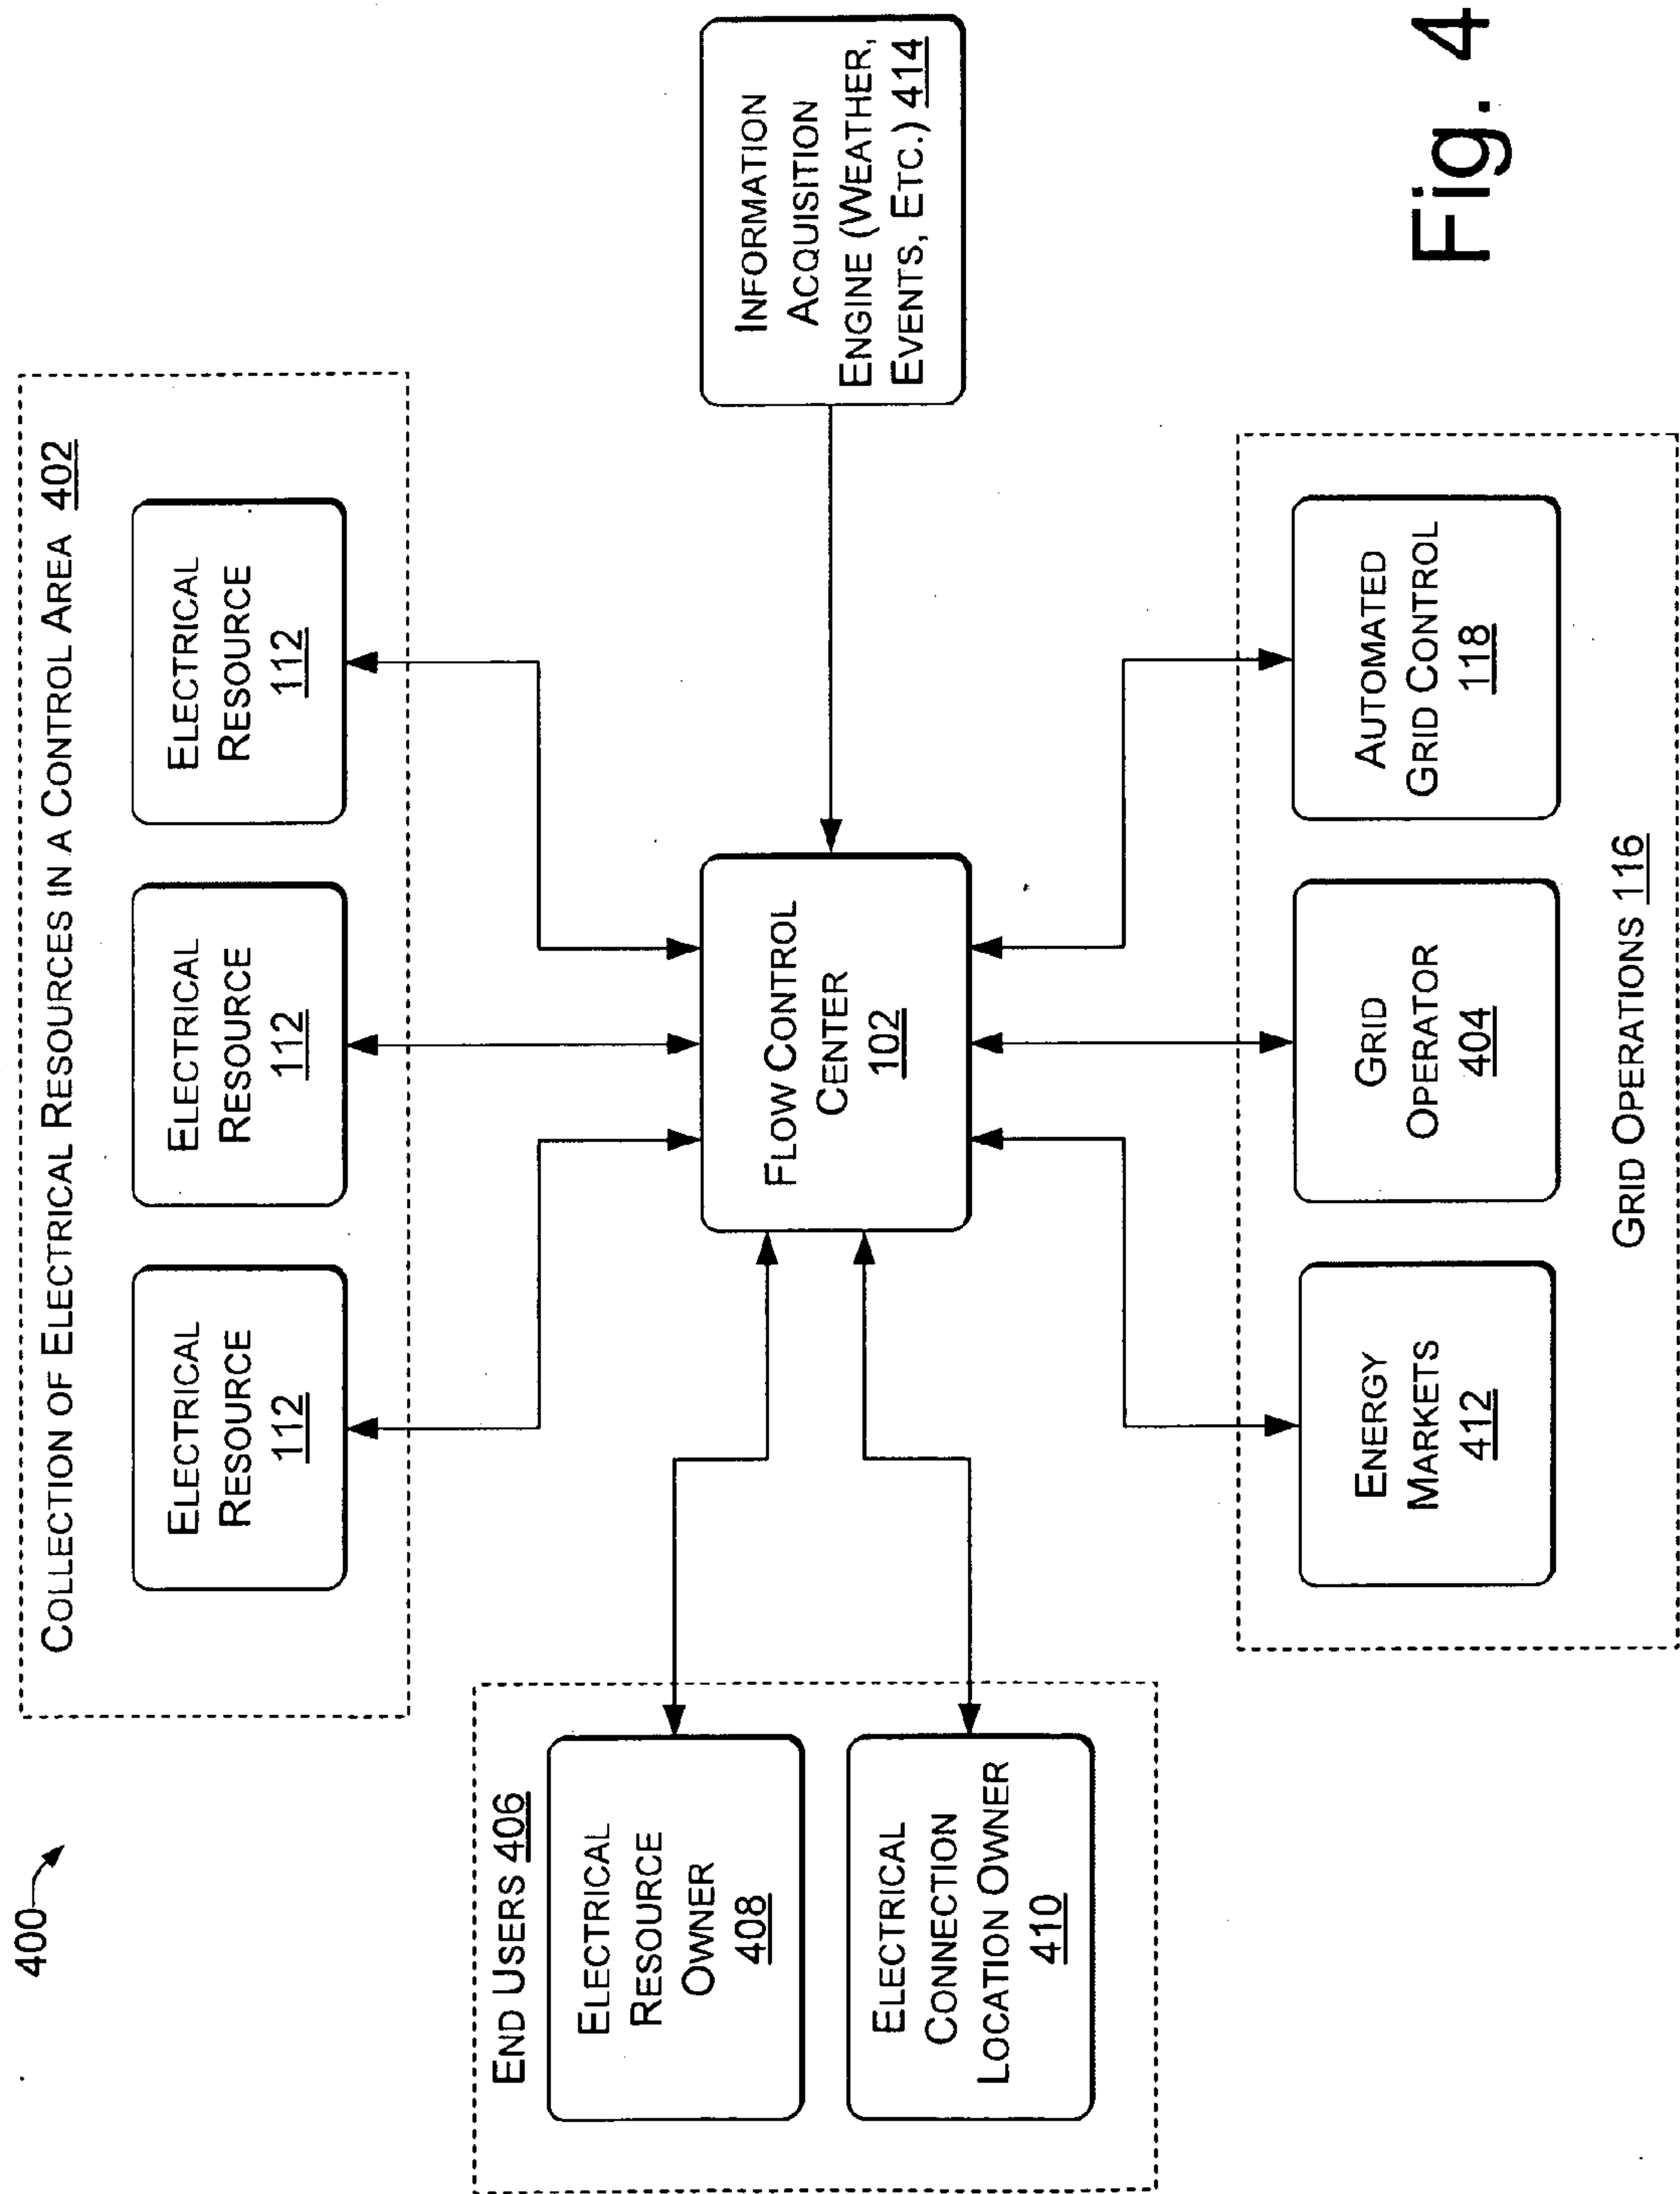 400
COLLECTION OF ELECTRICAL RESOURCES IN A CONTROL AREA 402
ELECTRICAL
RESOURCE
112
ELECTRICAL
RESOURCE
112
ELECTRICAL
RESOURCE
112
END USERS 406
ELECTRICAL
RESOURCE
OWNER
408
ELECTRICAL
CONNECTION
LOCATION OWNER
410
FLOW CONTROL
CENTER
102
INFORMATION
ACQUISITION
ENGINE (WEATHER,
EVENTS, ETC.) 414
ENERGY
MARKETS
412
GRID
OPERATOR
404
AUTOMATED
GRID CONTROL
118
GRID OPERATIONS 116
Fig. 4